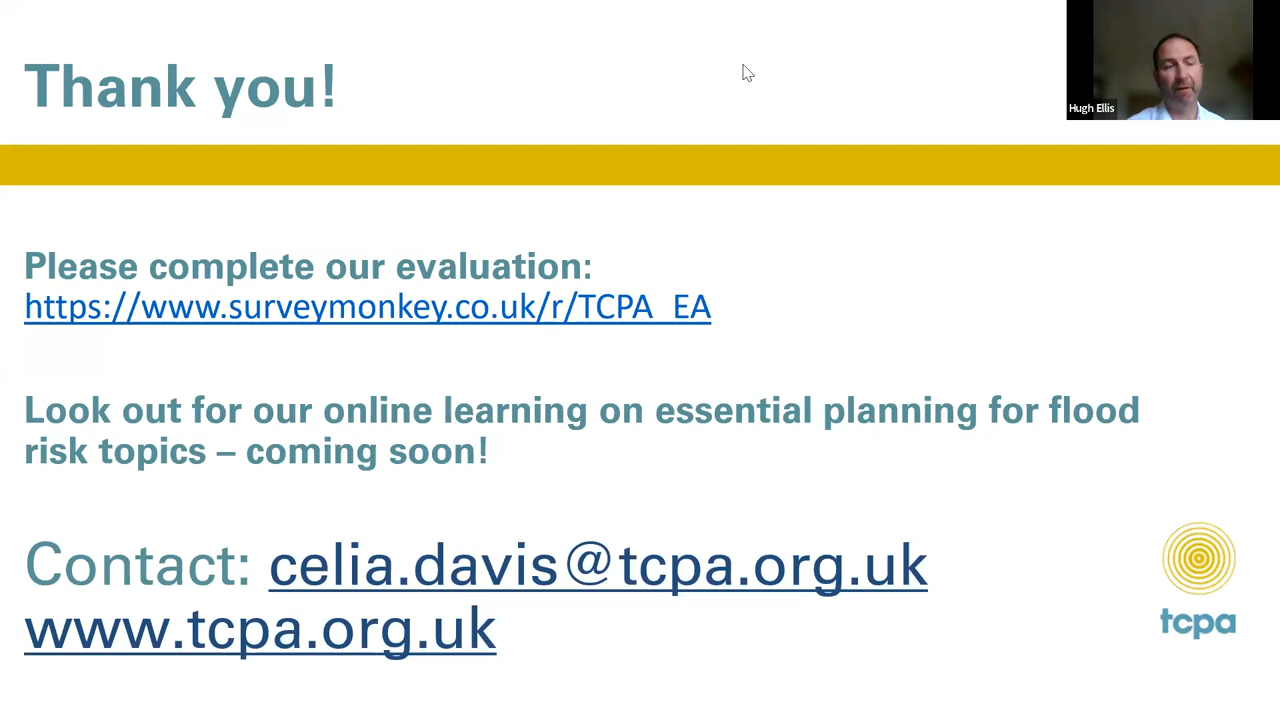 Thank you!
Hugh Ellis
Please complete our evaluation:
https://www.surveymonkey.co.uk/r/TCPA_EA
Look out for our online learning on essential planning for flood
risk topics – coming soon!
Contact: celia.davis@tcpa.org.uk
www.tcpa.org.uk
tcpa